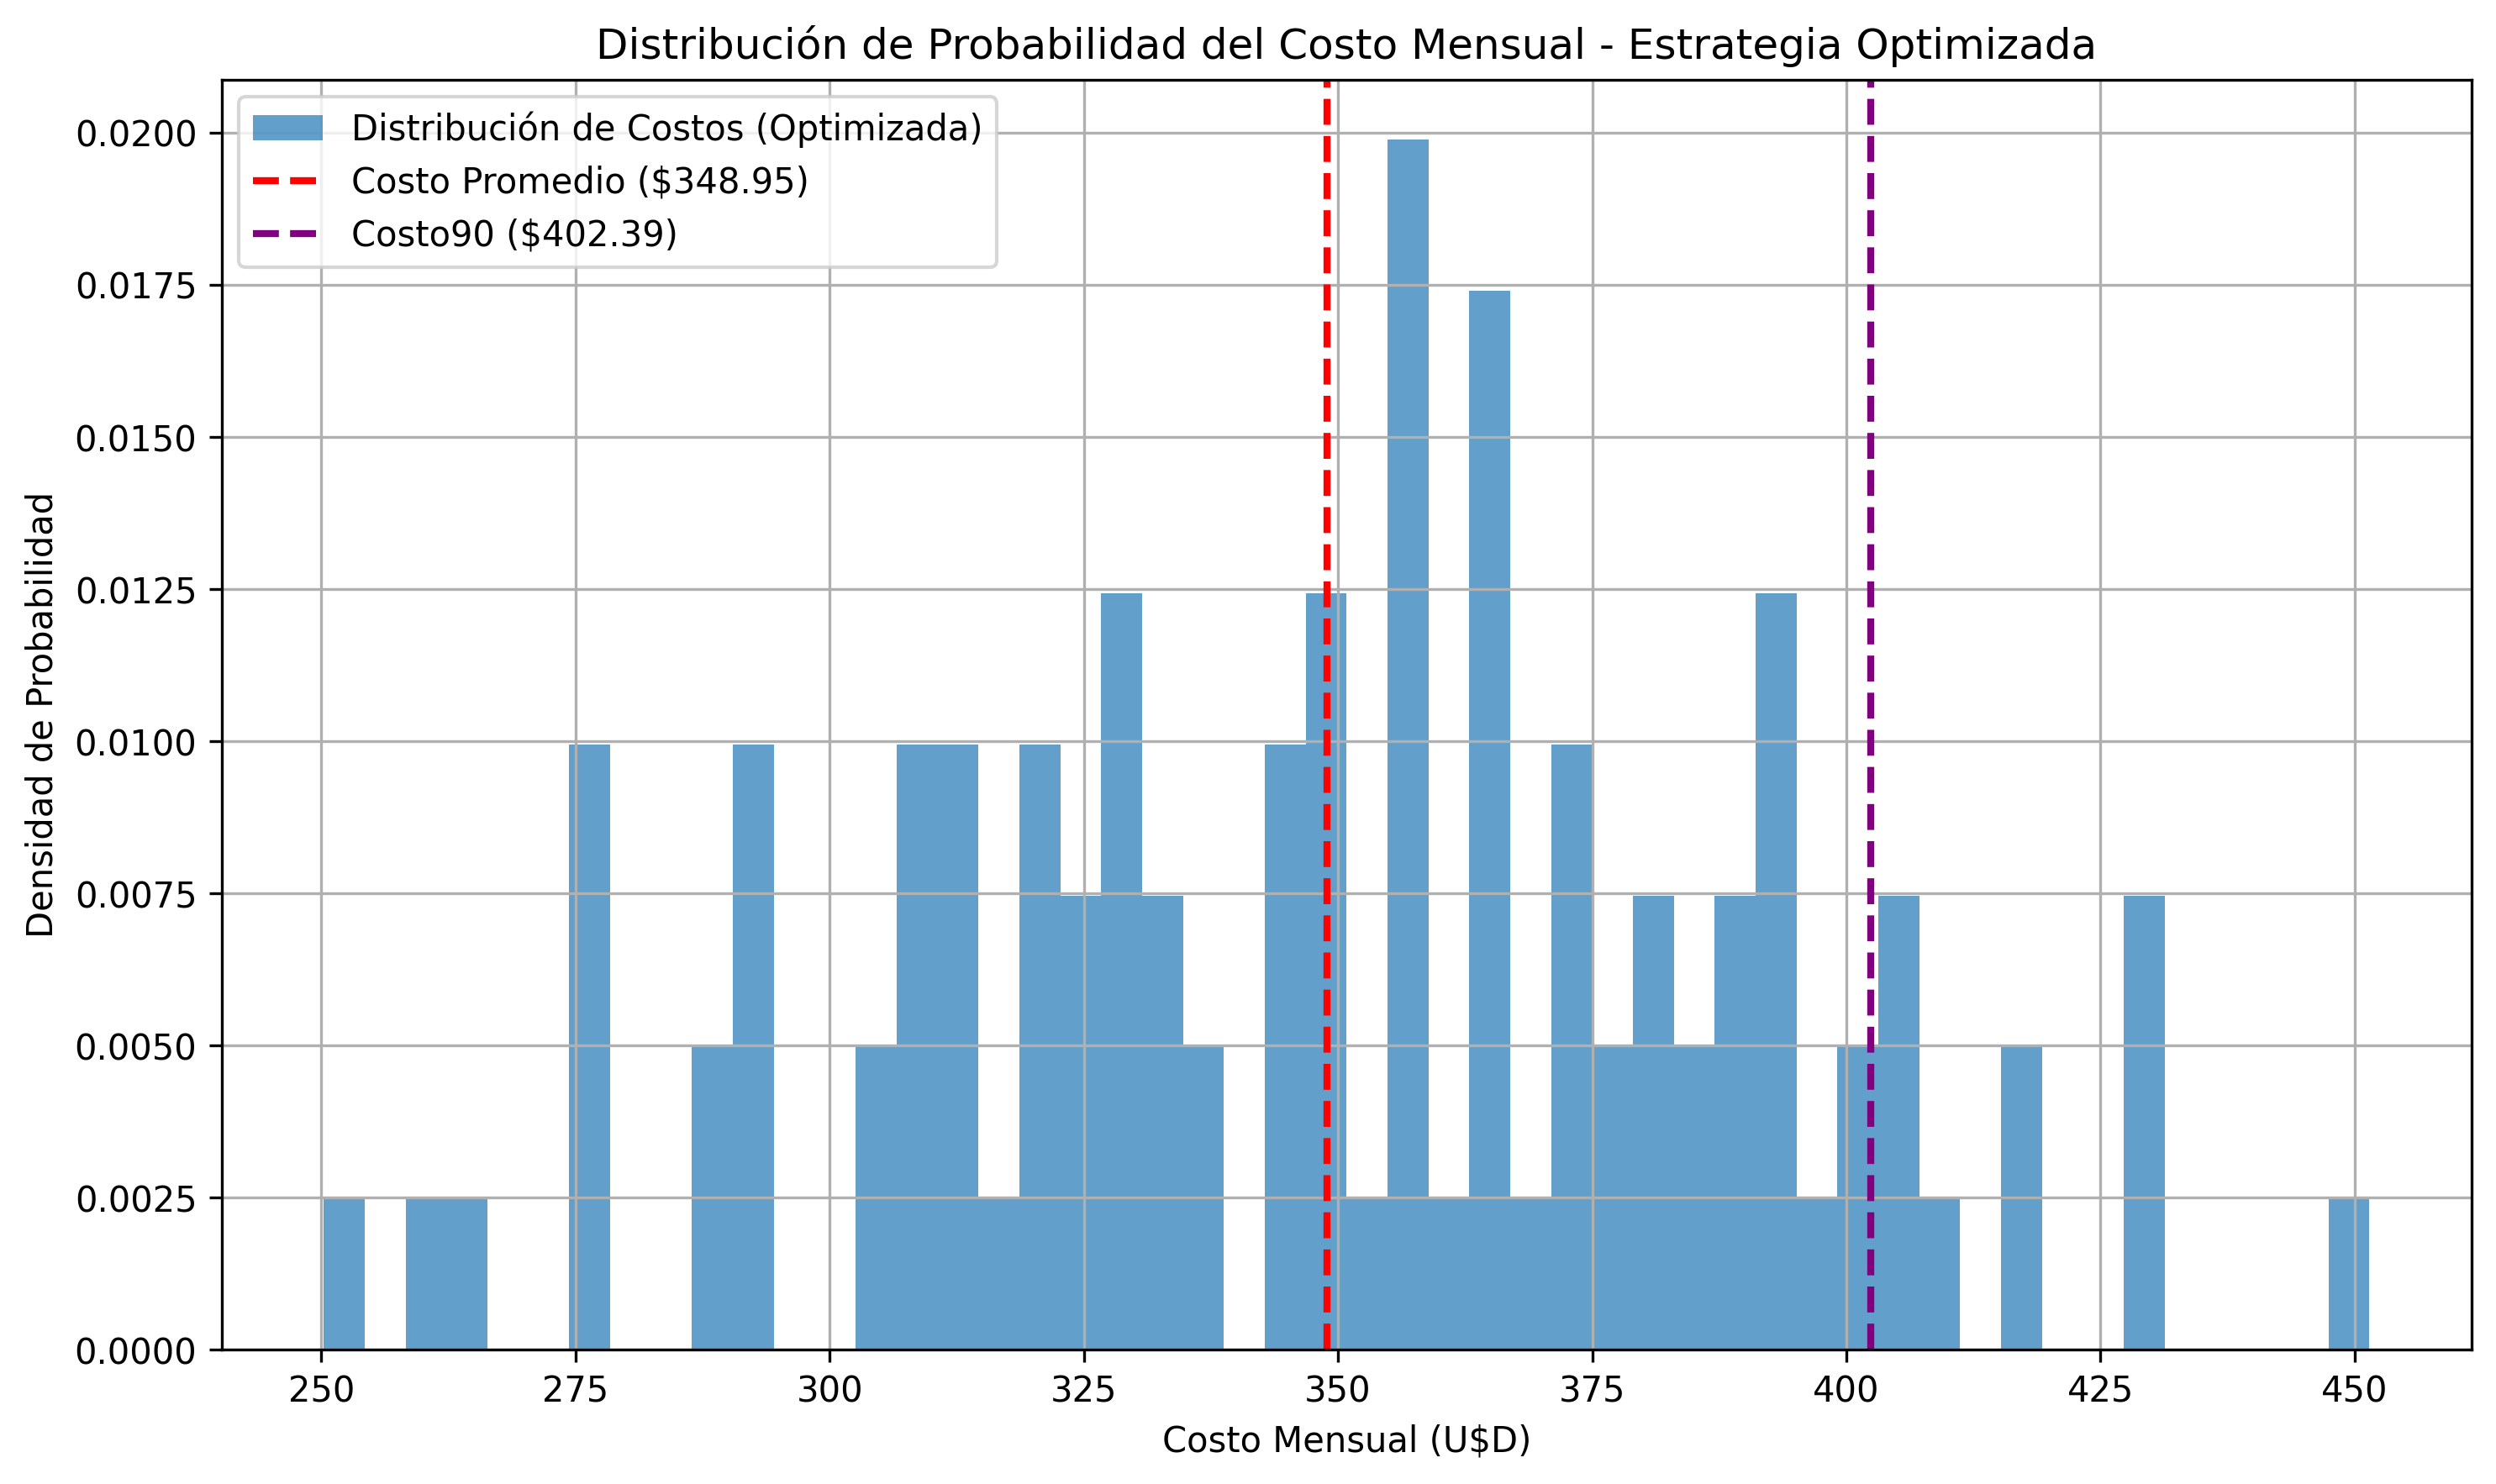 Distribución de Probabilidad del Costo Mensual - Estrategia Optimizada
Distribución de Costos (Optimizada)
Costo Promedio ($348.95)
Costo90 ($402.39)
Densidad de Probabilidad
0.0200
0.0175
0.0150
0.0125
0.0100
0.0075
0.0050
0.0025
0.0000
250 275 300 325 350 375 400 425 450
Costo Mensual (U$D)